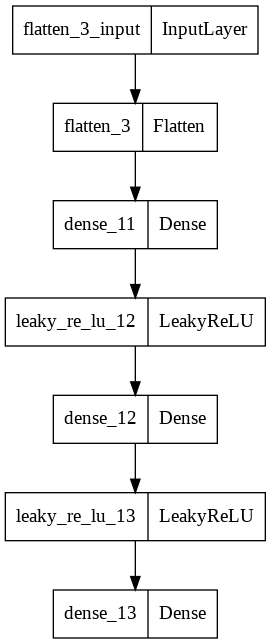 flatten_3_input InputLayer
flatten_3 Flatten
dense_11 Dense
leaky_re_lu_12 LeakyReLU
dense_12 Dense
leaky_re_lu_13 LeakyReLU
dense_13 Dense